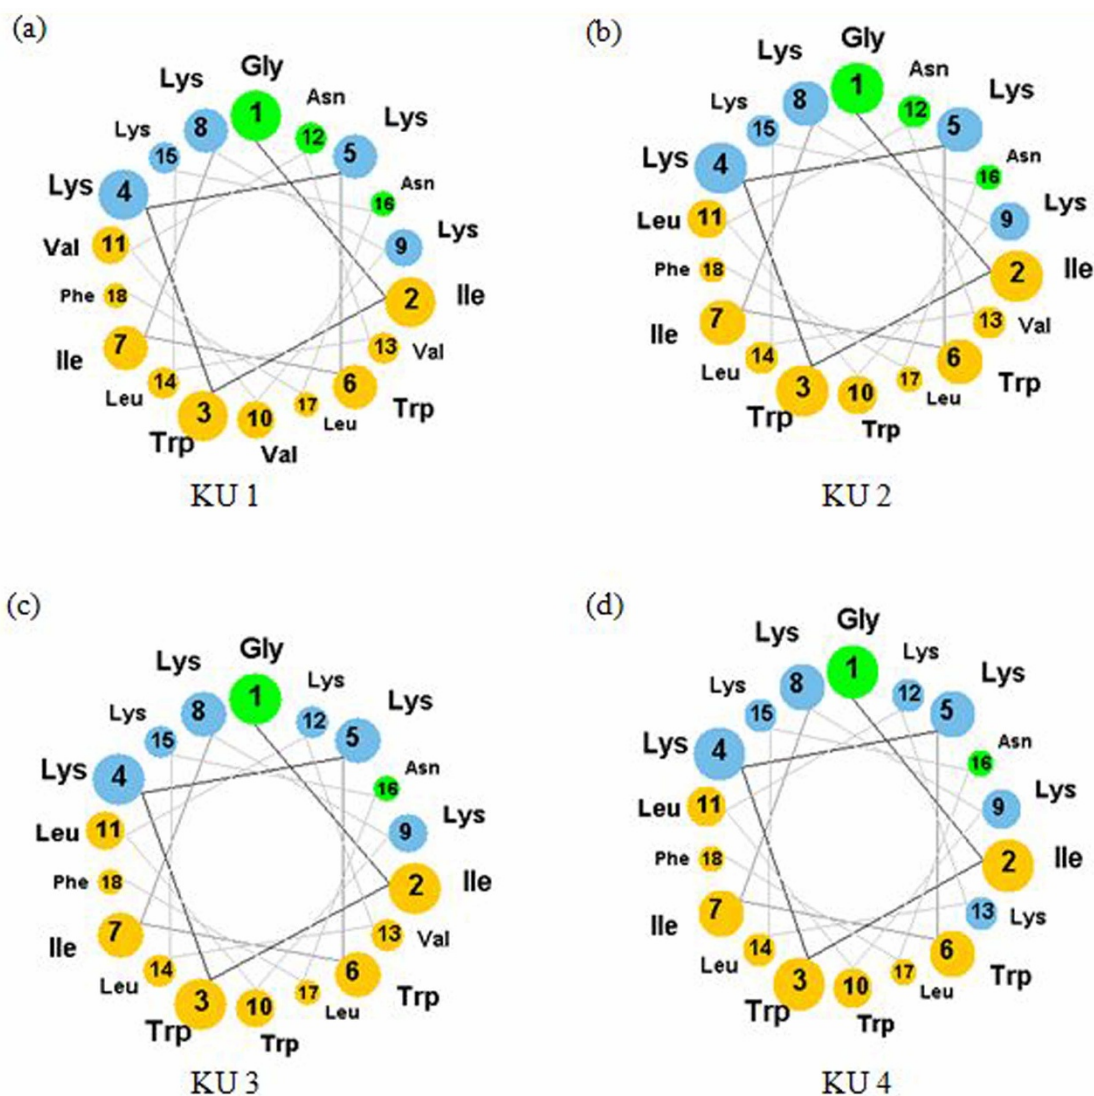 (a)
Lys Gly Asn Lys
Lys 8 1 12 5
15 Asn
Lys 4 16
Val 11 9 Lys
Phe 18 2 Ile
Ile 7 13 Val
Leu 14 6 Trp
3 10 17 Leu
Trp Val
KU 1
(b)
Lys Gly Asn Lys
Lys 8 1 12 5
15 Asn
Lys 4 16
Leu 11 9 Lys
Phe 18 2 Ile
Ile 7 13 Val
Leu 14 6 Trp
3 10 17 Leu
Trp Trp
KU 2
(c)
Lys Gly Lys Lys
Lys 8 1 12 5
15 Asn
Lys 4 16
Leu 11 9 Lys
Phe 18 2 Ile
Ile 7 13 Val
Leu 14 6 Trp
3 10 17 Leu
Trp Trp
KU 3
(d)
Lys Gly Lys Lys
Lys 8 1 12 5
15 Asn
Lys 4 16
Leu 11 9 Lys
Phe 18 2 Ile
Ile 7 13 Lys
Leu 14 6 Trp
3 10 17 Leu
Trp Trp
KU 4